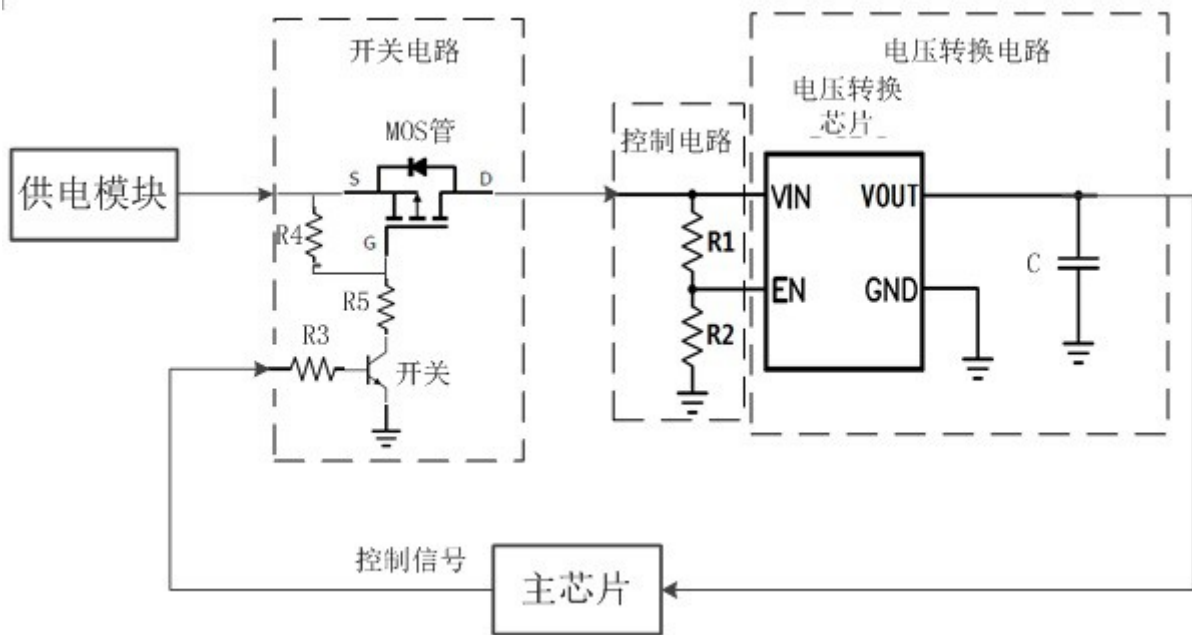 开关电路
电压转换电路
电压转换
芯片
MOS管
控制电路
供电模块
S
D
VIN
VOUT
R4
G
R1
C
R5
EN
GND
R3
R2
开关
控制信号
主芯片